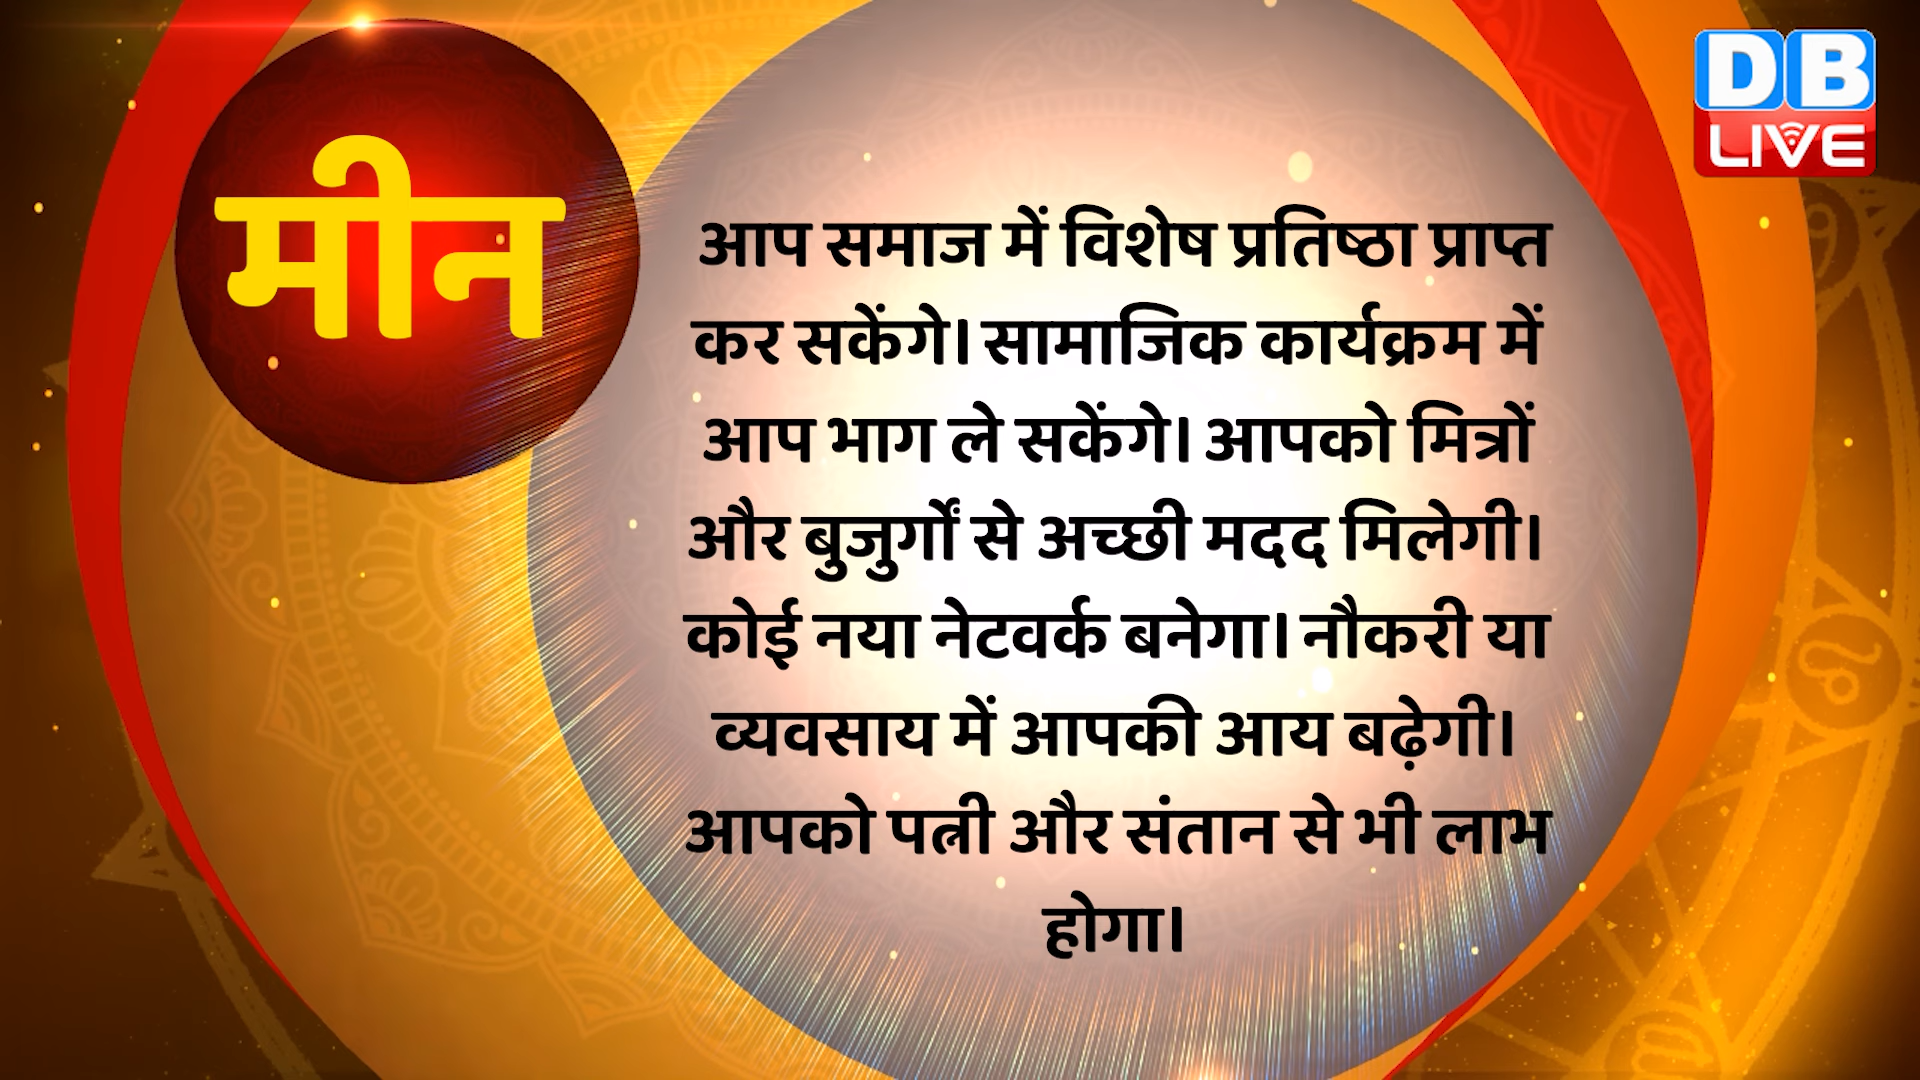 मीन
DB
LIVE
आप समाज में विशेष प्रतिष्ठा प्राप्त
कर सकेंगे। सामाजिक कार्यक्रम में
आप भाग ले सकेंगे। आपको मित्रों
और बुजुर्गों से अच्छी मदद मिलेगी।
कोई नया नेटवर्क बनेगा। नौकरी या
व्यवसाय में आपकी आय बढ़ेगी।
आपको पत्नी और संतान से भी लाभ
होगा।